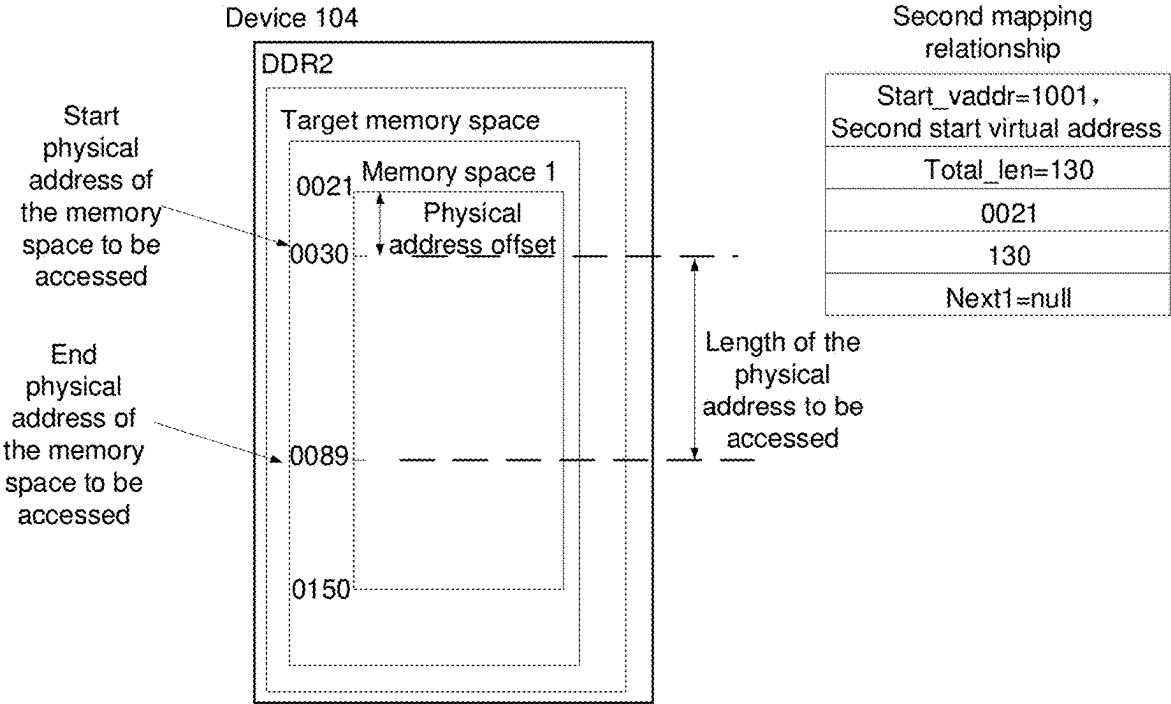 Device 104
DDR2
Target memory space
Memory space 1
0021
Physical
address offset
0030
0089
0150
Start
physical
address of
the memory
space to be
accessed
End
physical
address of
the memory
space to be
accessed
Length of the
physical
address to be
accessed
Second mapping
relationship
Start_vaddr=1001，
Second start virtual address
Total_len=130
0021
130
Next1=null